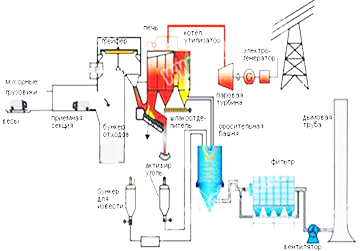 грейфер
печь
котел
утилизатор
электро-
генератор
мусорные
грузовики
весы
приемная
секция
бункер
отходов
G
паровая
турбина
шлакоотде-
литель
оросительная
башня
дымовая
труба
бункер
для
извести
активир.
уголь
фильтр
вентилятор